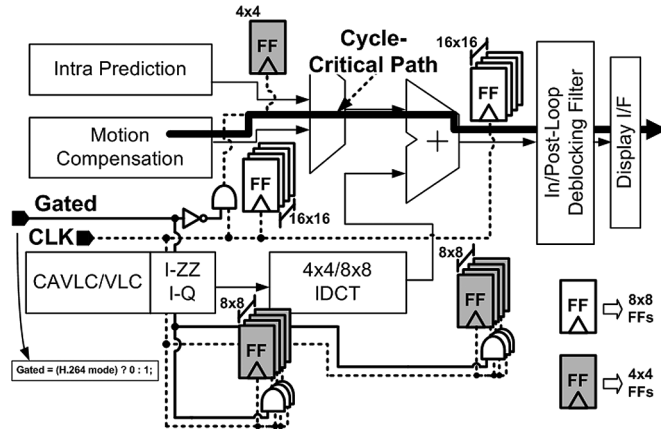 4x4
FF
Cycle-
Critical Path
16x16
FF
Intra Prediction
Motion
Compensation
+
In/Post-Loop
Deblocking Filter
Display I/F
FF
16x16
Gated
CLK
CAVLC/VLC
I-ZZ
I-Q
4x4/8x8
IDCT
8x8
FF
8x8
FF
FF
8x8
FFs
FF
4x4
FFs
Gated = (H.264 mode) ? 0 : 1;